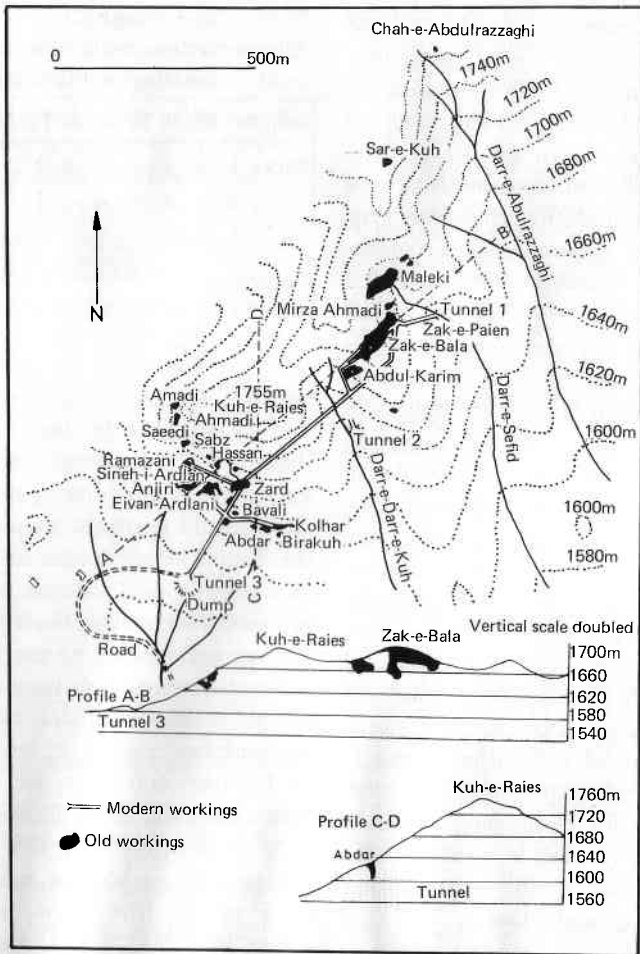 Chah-e-Abdulrazzaghi
0 500m
1740m
1720m
1700m
1680m
Sar-e-Kuh
Darr-e-Abulrazzaghi
B
1660m
Maleki
N
Mirza Ahmadi
Tunnel 1
Zak-e-Paien
1640m
D
Zak-e-Bala
1620m
Abdul-Karim
1755m
Amadi
Kuh-e-Raies
Ahmadi
Darr-e-Sefid
1600m
Saeedi
Sabz
Tunnel 2
Hassan
Ramazani
Sineh-i-Ardlan
Darr-e-Darr-e-Kuh
Anjiri
Zard
1600m
Eivan-Ardlani
Bavali
Kolhar
Abdar
Birakuh
1580m
A
Tunnel 3
C
Dump
Road
Vertical scale doubled
Kuh-e-Raies
Zak-e-Bala
1700m
1660
Profile A-B
1620
1580
Tunnel 3
1540
Modern workings
Old workings
Kuh-e-Raies
1760m
Profile C-D
1720
1680
Abdar
1640
1600
Tunnel
1560